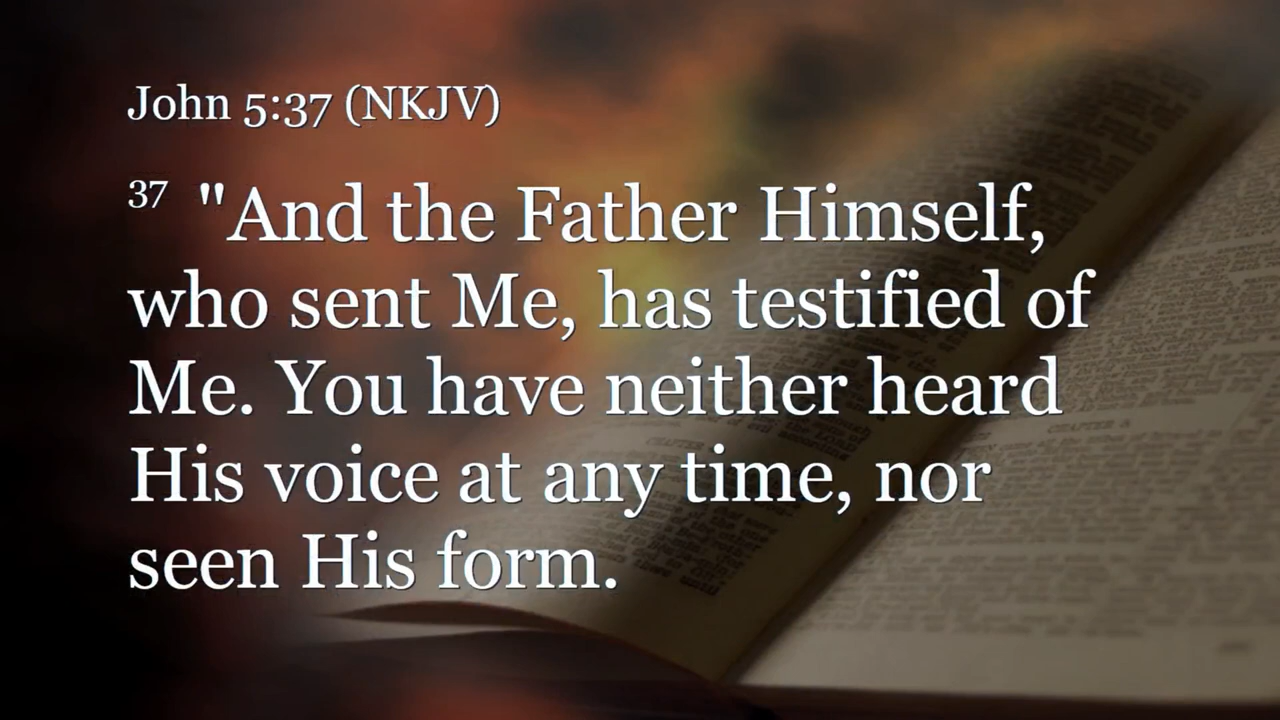 John 5:37 (NKJV)
37 "And the Father Himself,
who sent Me, has testified of
Me. You have neither heard
His voice at any time, nor
seen His form.